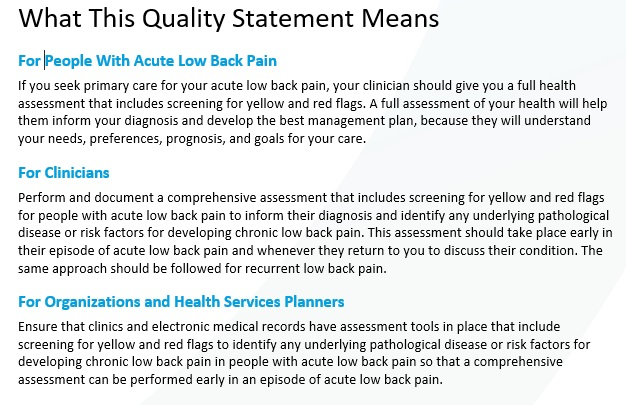 What This Quality Statement Means
For People With Acute Low Back Pain
If you seek primary care for your acute low back pain, your clinician should give you a full health
assessment that includes screening for yellow and red flags. A full assessment of your health will help
them inform your diagnosis and develop the best management plan, because they will understand
your needs, preferences, prognosis, and goals for your care.
For Clinicians
Perform and document a comprehensive assessment that includes screening for yellow and red flags
for people with acute low back pain to inform their diagnosis and identify any underlying pathological
disease or risk factors for developing chronic low back pain. This assessment should take place early in
their episode of acute low back pain and whenever they return to you to discuss their condition. The
same approach should be followed for recurrent low back pain.
For Organizations and Health Services Planners
Ensure that clinics and electronic medical records have assessment tools in place that include
screening for yellow and red flags to identify any underlying pathological disease or risk factors for
developing chronic low back pain in people with acute low back pain so that a comprehensive
assessment can be performed early in an episode of acute low back pain.